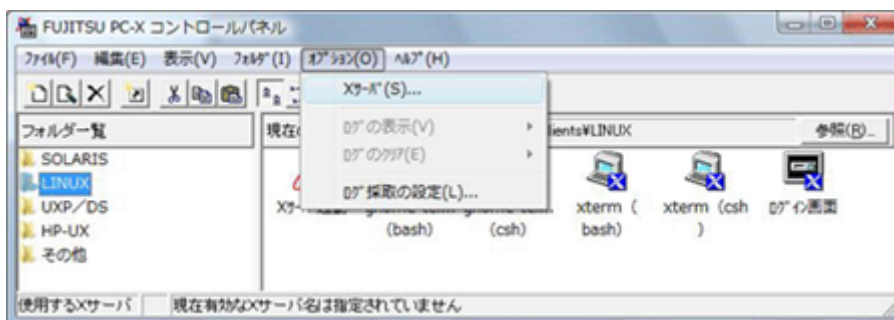 FUJITSU PC-X コントロールパネル
ファイル(F) 編集(E) 表示(V) フォルダ(I) オプション(O) ヘルプ(H)
Xサーバ(S)...
ログの表示(V)
ログのクリア(E)
ログ採取の設定(L)...
フォルダ一覧
現在
ients¥LINUX
参照(B)...
SOLARIS
LINUX
UXP/DS
HP-UX
その他
(bash)
(csh)
xterm (
bash)
xterm (csh
)
ログイン画面
使用するXサーバ
現在有効なXサーバ名は指定されていません